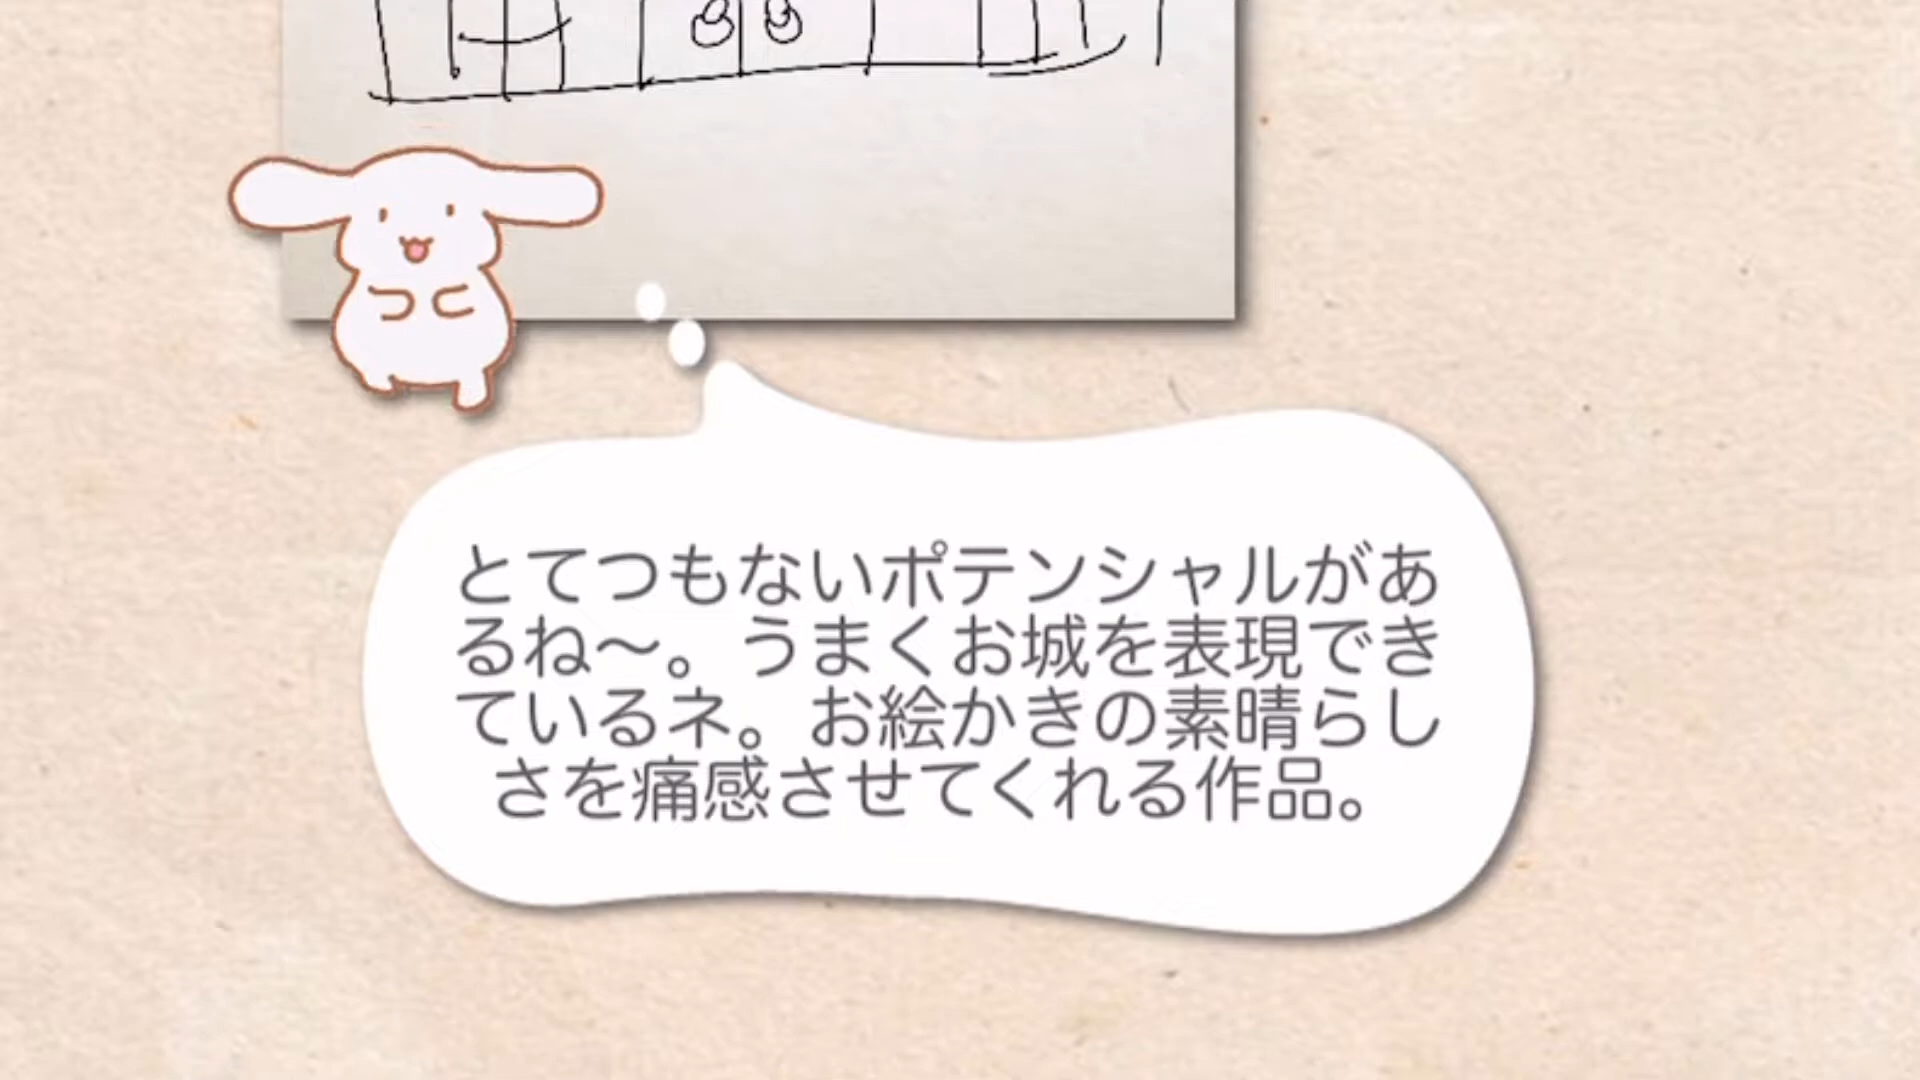 とてつもないポテンシャルがあ
るね〜。うまくお城を表現でき
ているネ。お絵かきの素晴らし
さを痛感させてくれる作品。